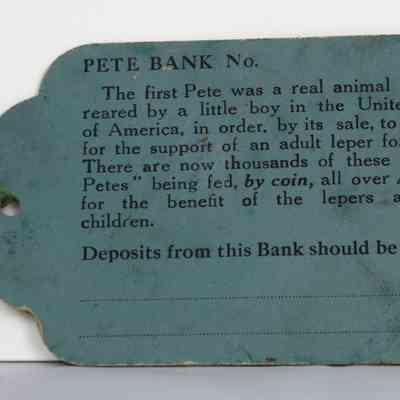 PETE BANK No.
The first Pete was a real animal
reared by a little boy in the Unite
of America, in order, by its sale, to
for the support of an adult leper fo
There are now thousands of these
Petes" being fed, by coin, all over
for the benefit of the lepers a
children.
Deposits from this Bank should be